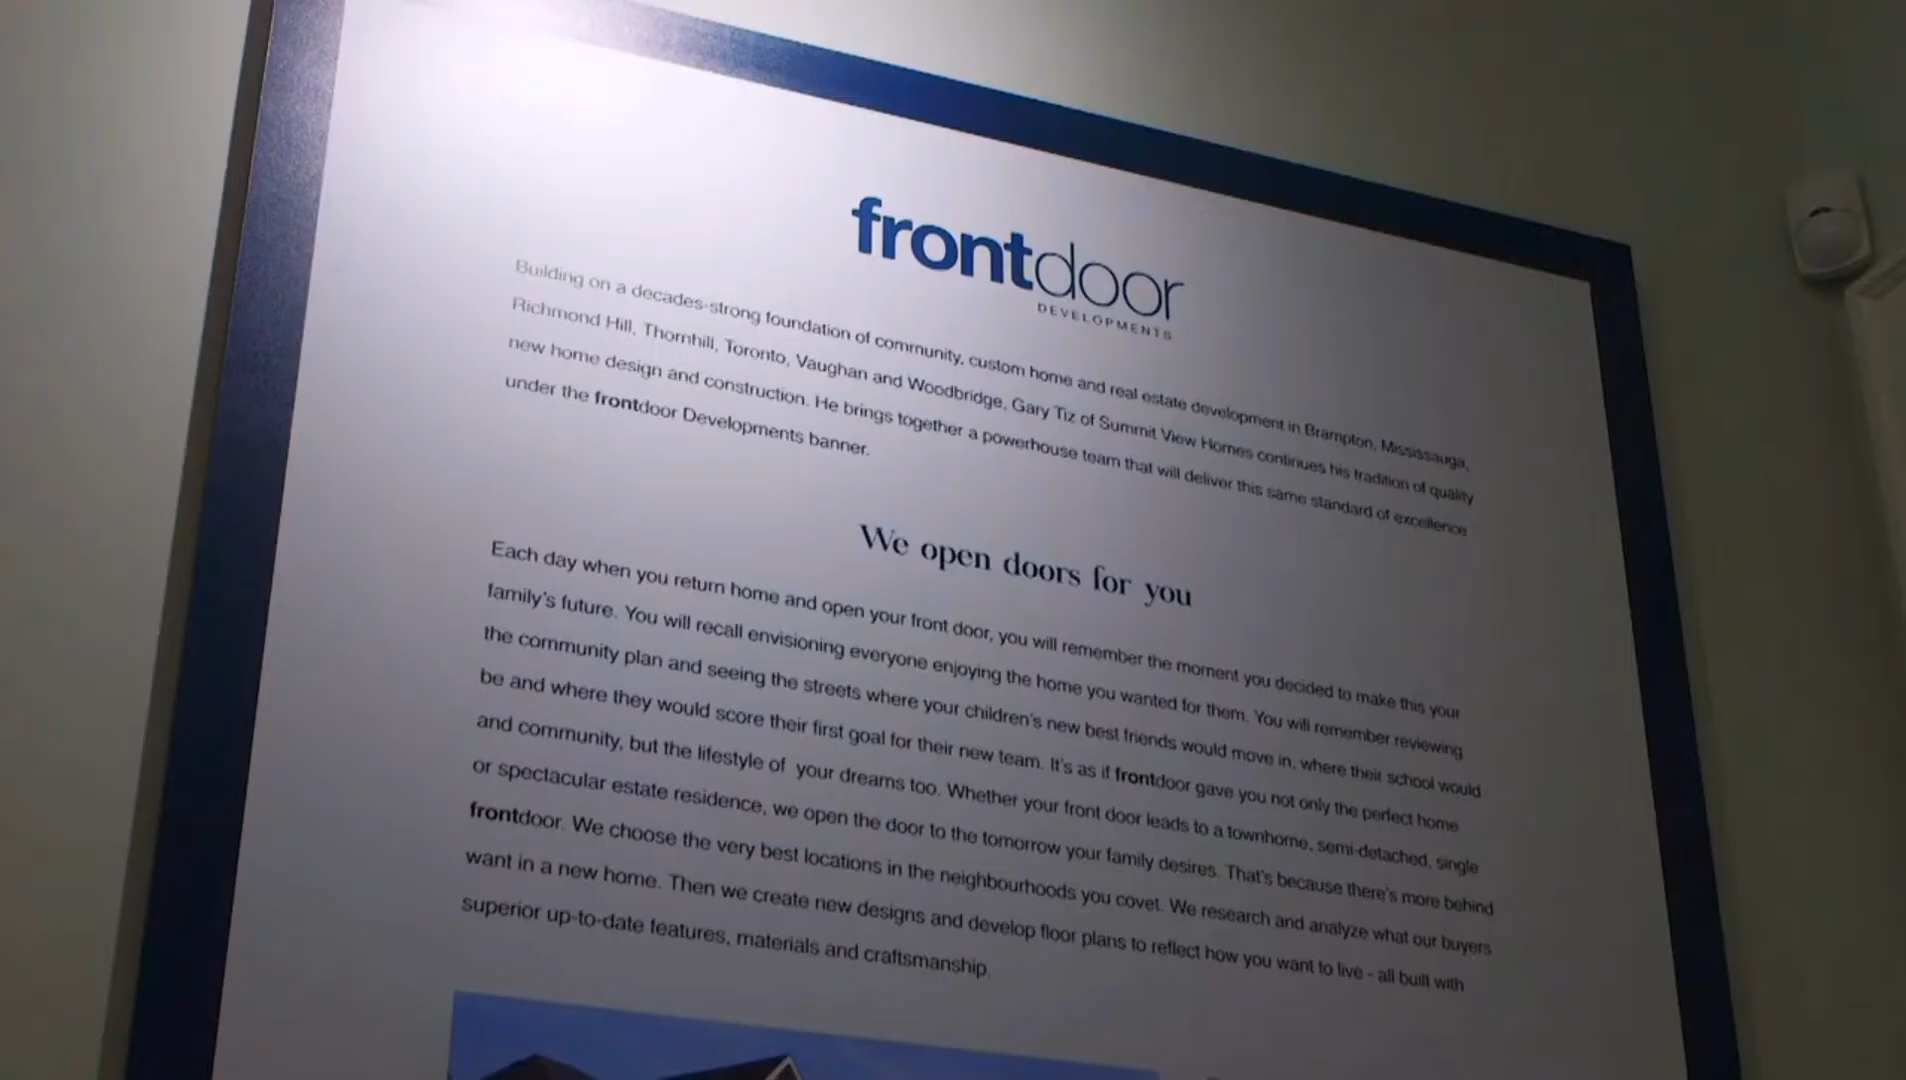 frontdoor
DEVELOPMENTS
Building on a decades-strong foundation of community, custom home and real estate development in Brampton, Mississauga,
Richmond Hill, Thornhill, Toronto, Vaughan and Woodbridge, Gary Tiz of Summit View Homes continues his tradition of quality
new home design and construction. He brings together a powerhouse team that will deliver this same standard of excellence
under the frontdoor Developments banner.
We open doors for you
Each day when you return home and open your front door, you will remember the moment you decided to make this your
family's future. You will recall envisioning everyone enjoying the home you wanted for them. You will remember reviewing
the community plan and seeing the streets where your children's new best friends would move in, where their school would
be and where they would score their first goal for their new team. It's as if frontdoor gave you not only the perfect home
and community, but the lifestyle of your dreams too. Whether your front door leads to a townhome, semi-detached, single
or spectacular estate residence, we open the door to the tomorrow your family desires. That's because there's more behind
frontdoor. We choose the very best locations in the neighbourhoods you covet. We research and analyze what our buyers
want in a new home. Then we create new designs and develop floor plans to reflect how you want to live - all built with
superior up-to-date features, materials and craftsmanship.